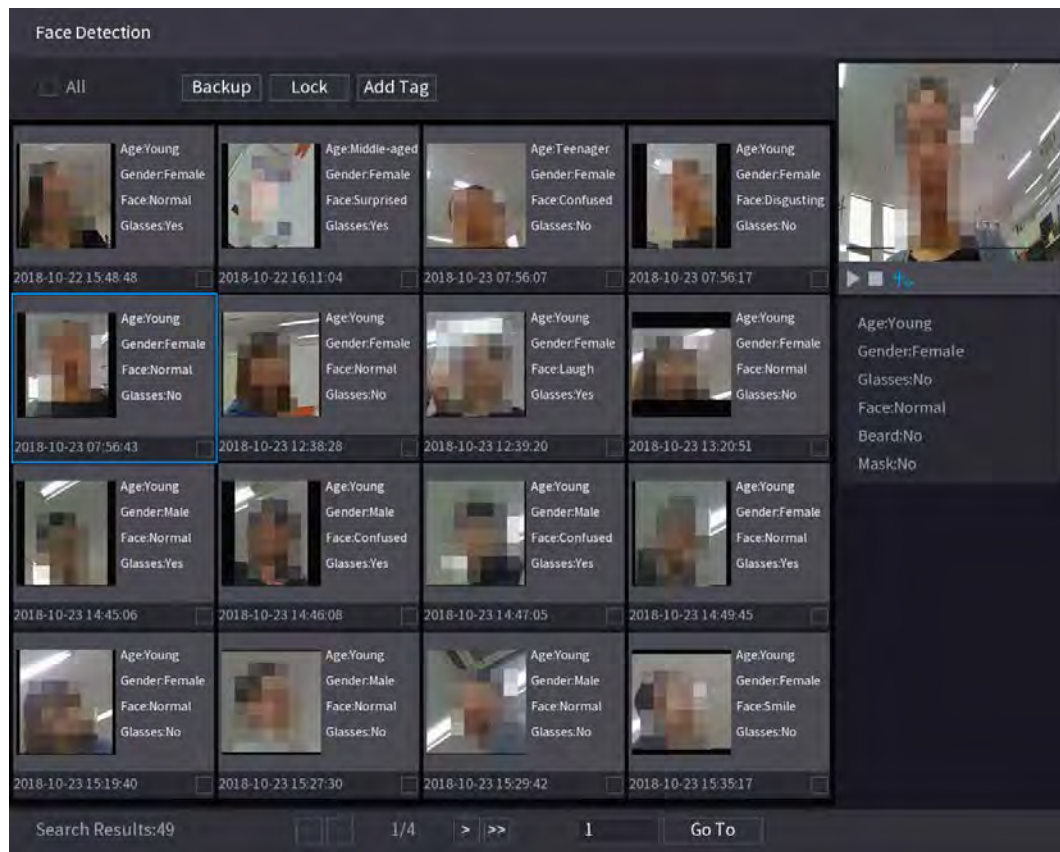 Face Detection
All
Backup
Lock
Add Tag
Age:Young
Gender:Female
Face:Normal
Glasses:Yes
2018-10-22 15:48:48
Age:Middle-aged
Gender:Female
Face:Surprised
Glasses:Yes
2018-10-22 16:11:04
Age:Teenager
Gender:Female
Face:Confused
Glasses:No
2018-10-23 07:56:07
Age:Young
Gender:Female
Face:Disgusting
Glasses:No
2018-10-23 07:56:17
Age:Young
Gender:Female
Face:Normal
Glasses:No
2018-10-23 07:56:43
Age:Young
Gender:Female
Face:Normal
Glasses:No
2018-10-23 12:38:28
Age:Young
Gender:Female
Face:Laugh
Glasses:Yes
2018-10-23 12:39:20
Age:Young
Gender:Female
Face:Normal
Glasses:No
2018-10-23 13:20:51
Age:Young
Gender:Male
Face:Normal
Glasses:Yes
2018-10-23 14:45:06
Age:Young
Gender:Male
Face:Confused
Glasses:Yes
2018-10-23 14:46:08
Age:Young
Gender:Male
Face:Confused
Glasses:Yes
2018-10-23 14:47:05
Age:Young
Gender:Female
Face:Normal
Glasses:Yes
2018-10-23 14:49:45
Age:Young
Gender:Female
Face:Normal
Glasses:No
2018-10-23 15:19:40
Age:Young
Gender:Male
Face:Normal
Glasses:No
2018-10-23 15:27:30
Age:Young
Gender:Male
Face:Normal
Glasses:No
2018-10-23 15:29:42
Age:Young
Gender:Female
Face:Smile
Glasses:No
2018-10-23 15:35:17
Age:Young
Gender:Female
Glasses:No
Face:Normal
Beard:No
Mask:No
Search Results:49
1/4
> >>
1
Go To